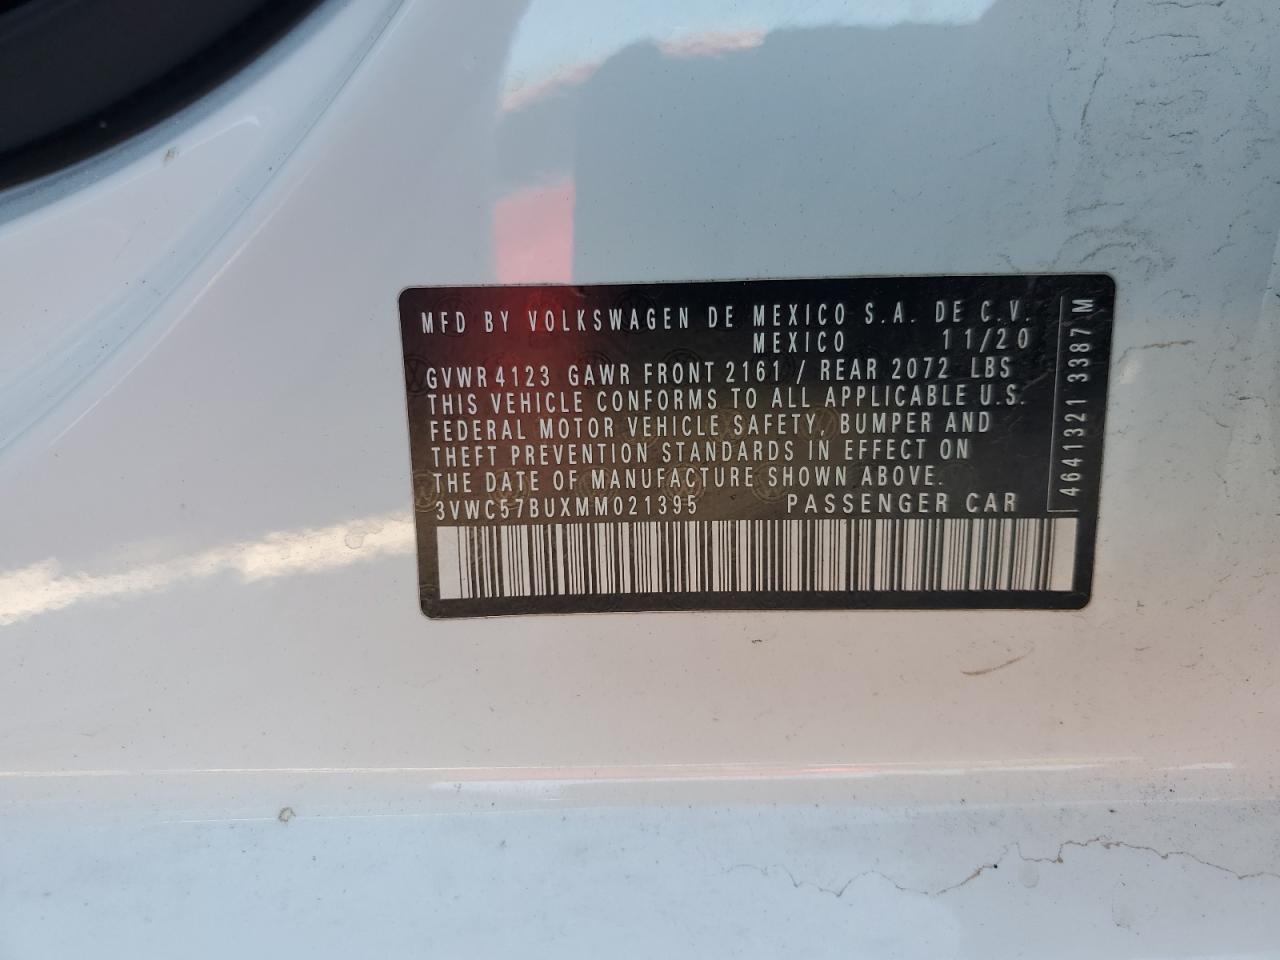 MFD BY VOLKSWAGEN DE MEXICO S.A. DE C.V.
MEXICO 11/20
GVWR 4123 GAWR FRONT 2161 / REAR 2072 LBS
THIS VEHICLE CONFORMS TO ALL APPLICABLE U.S.
FEDERAL MOTOR VEHICLE SAFETY, BUMPER AND
THEFT PREVENTION STANDARDS IN EFFECT ON
THE DATE OF MANUFACTURE SHOWN ABOVE.
3VWC57BUXMM021395 PASSENGER CAR
4641321 3387 M